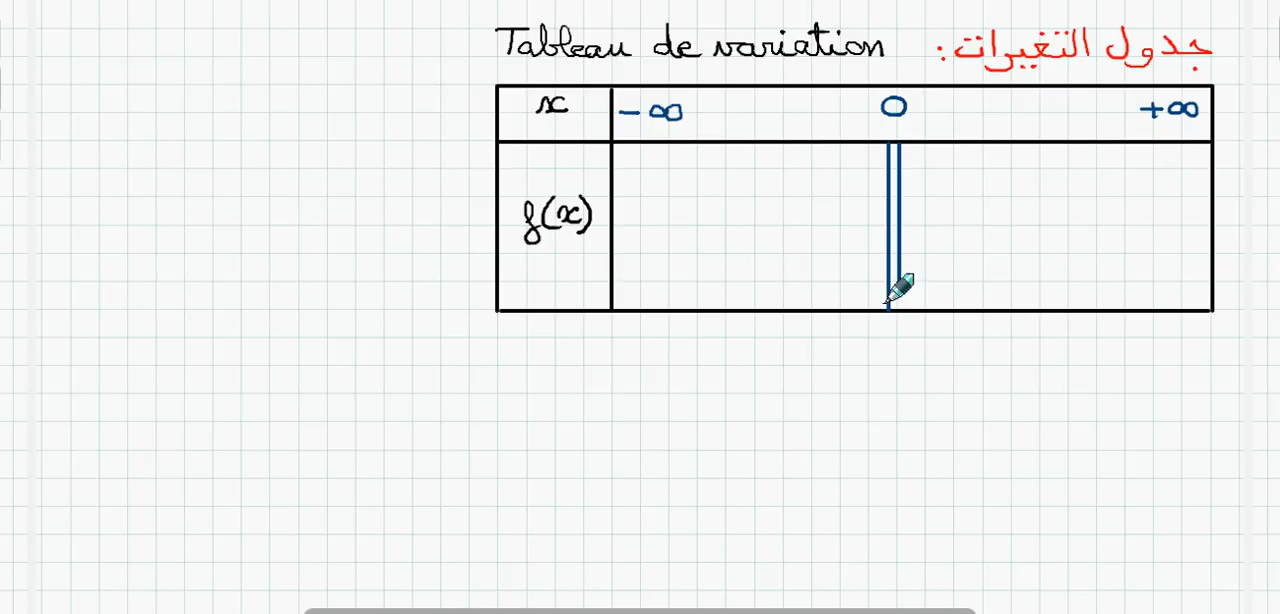 Tableau de variation جدول التغيرات :
x -∞ 0 +∞
f(x)